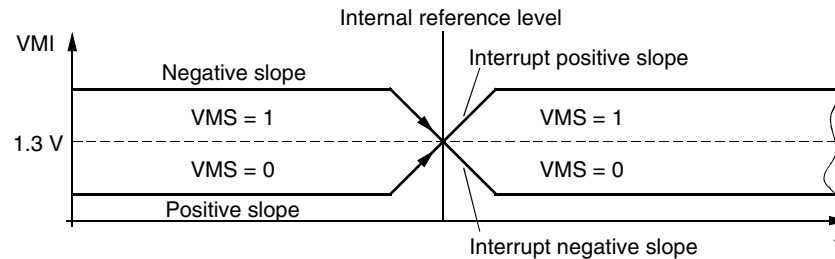 Internal reference level
VMI
Negative slope
Interrupt positive slope
VMS = 1
VMS = 1
1.3 V
VMS = 0
VMS = 0
Positive slope
Interrupt negative slope